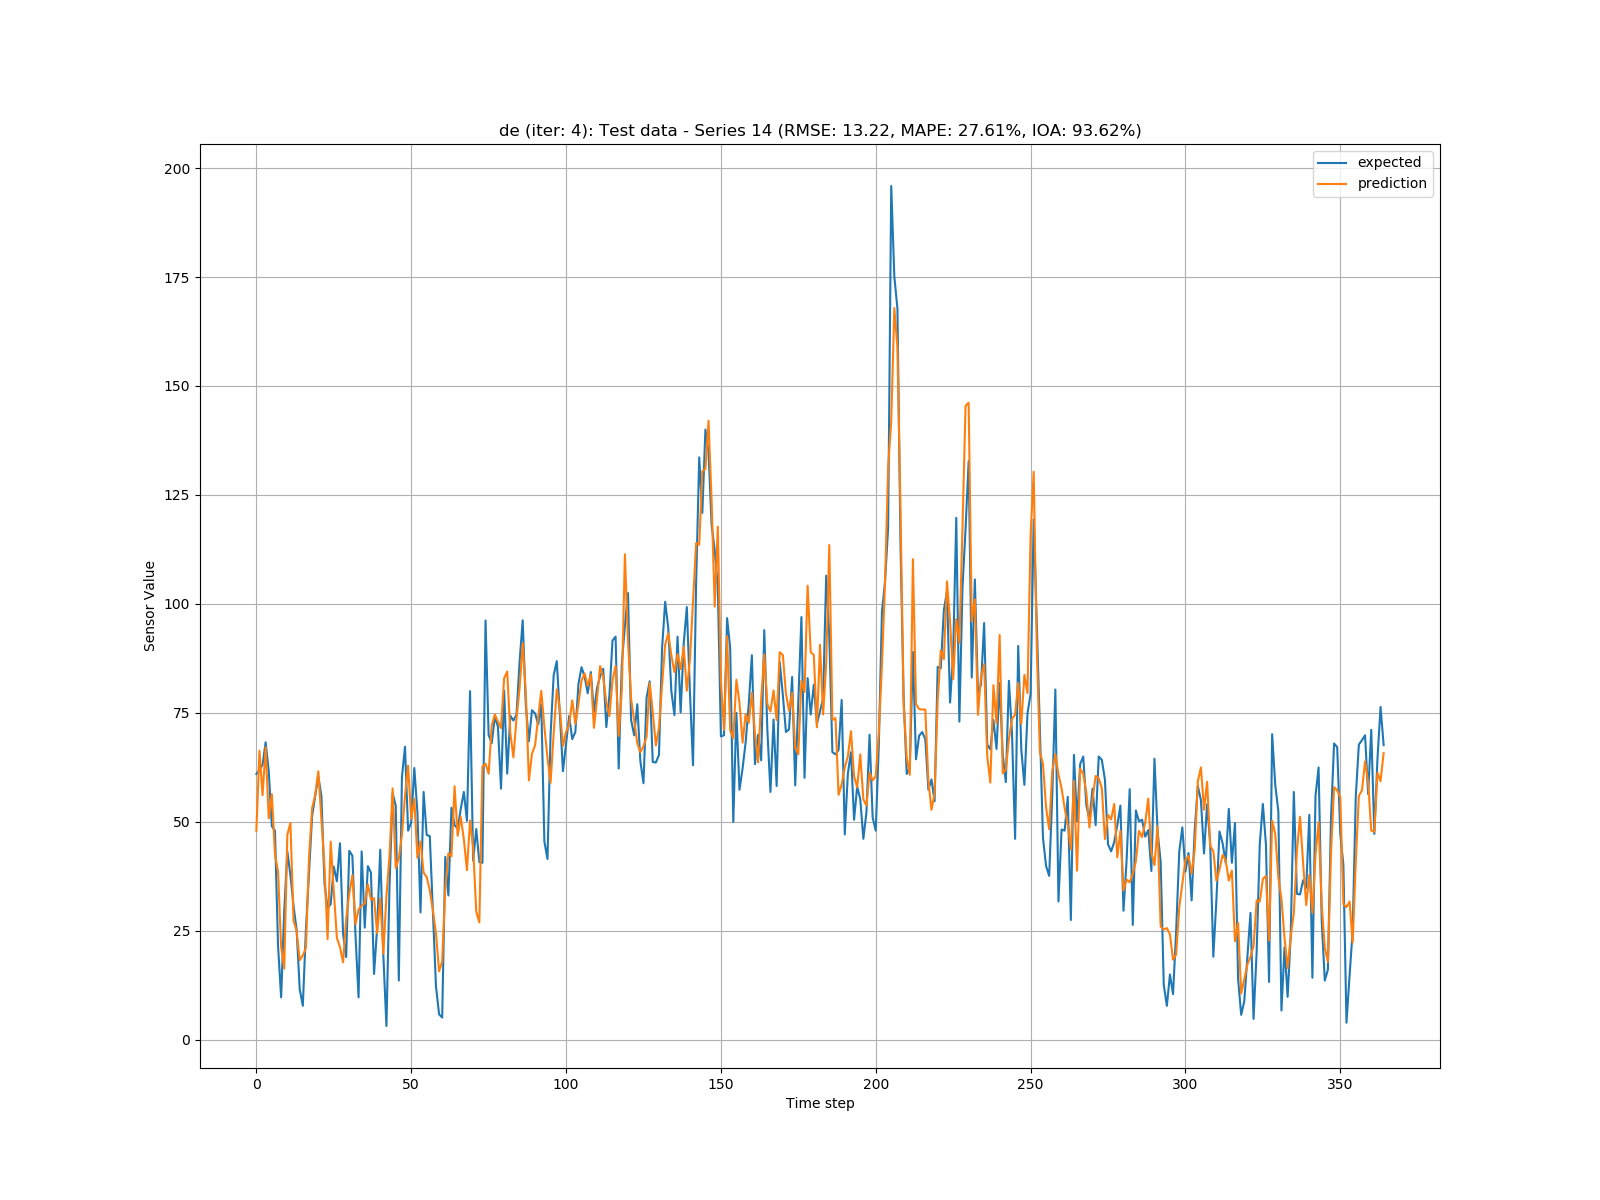 de (iter: 4): Test data - Series 14 (RMSE: 13.22, MAPE: 27.61%, IOA: 93.62%)
expected
prediction
200
175
150
125
100
75
50
25
0
Sensor Value
0 50 100 150 200 250 300 350
Time step